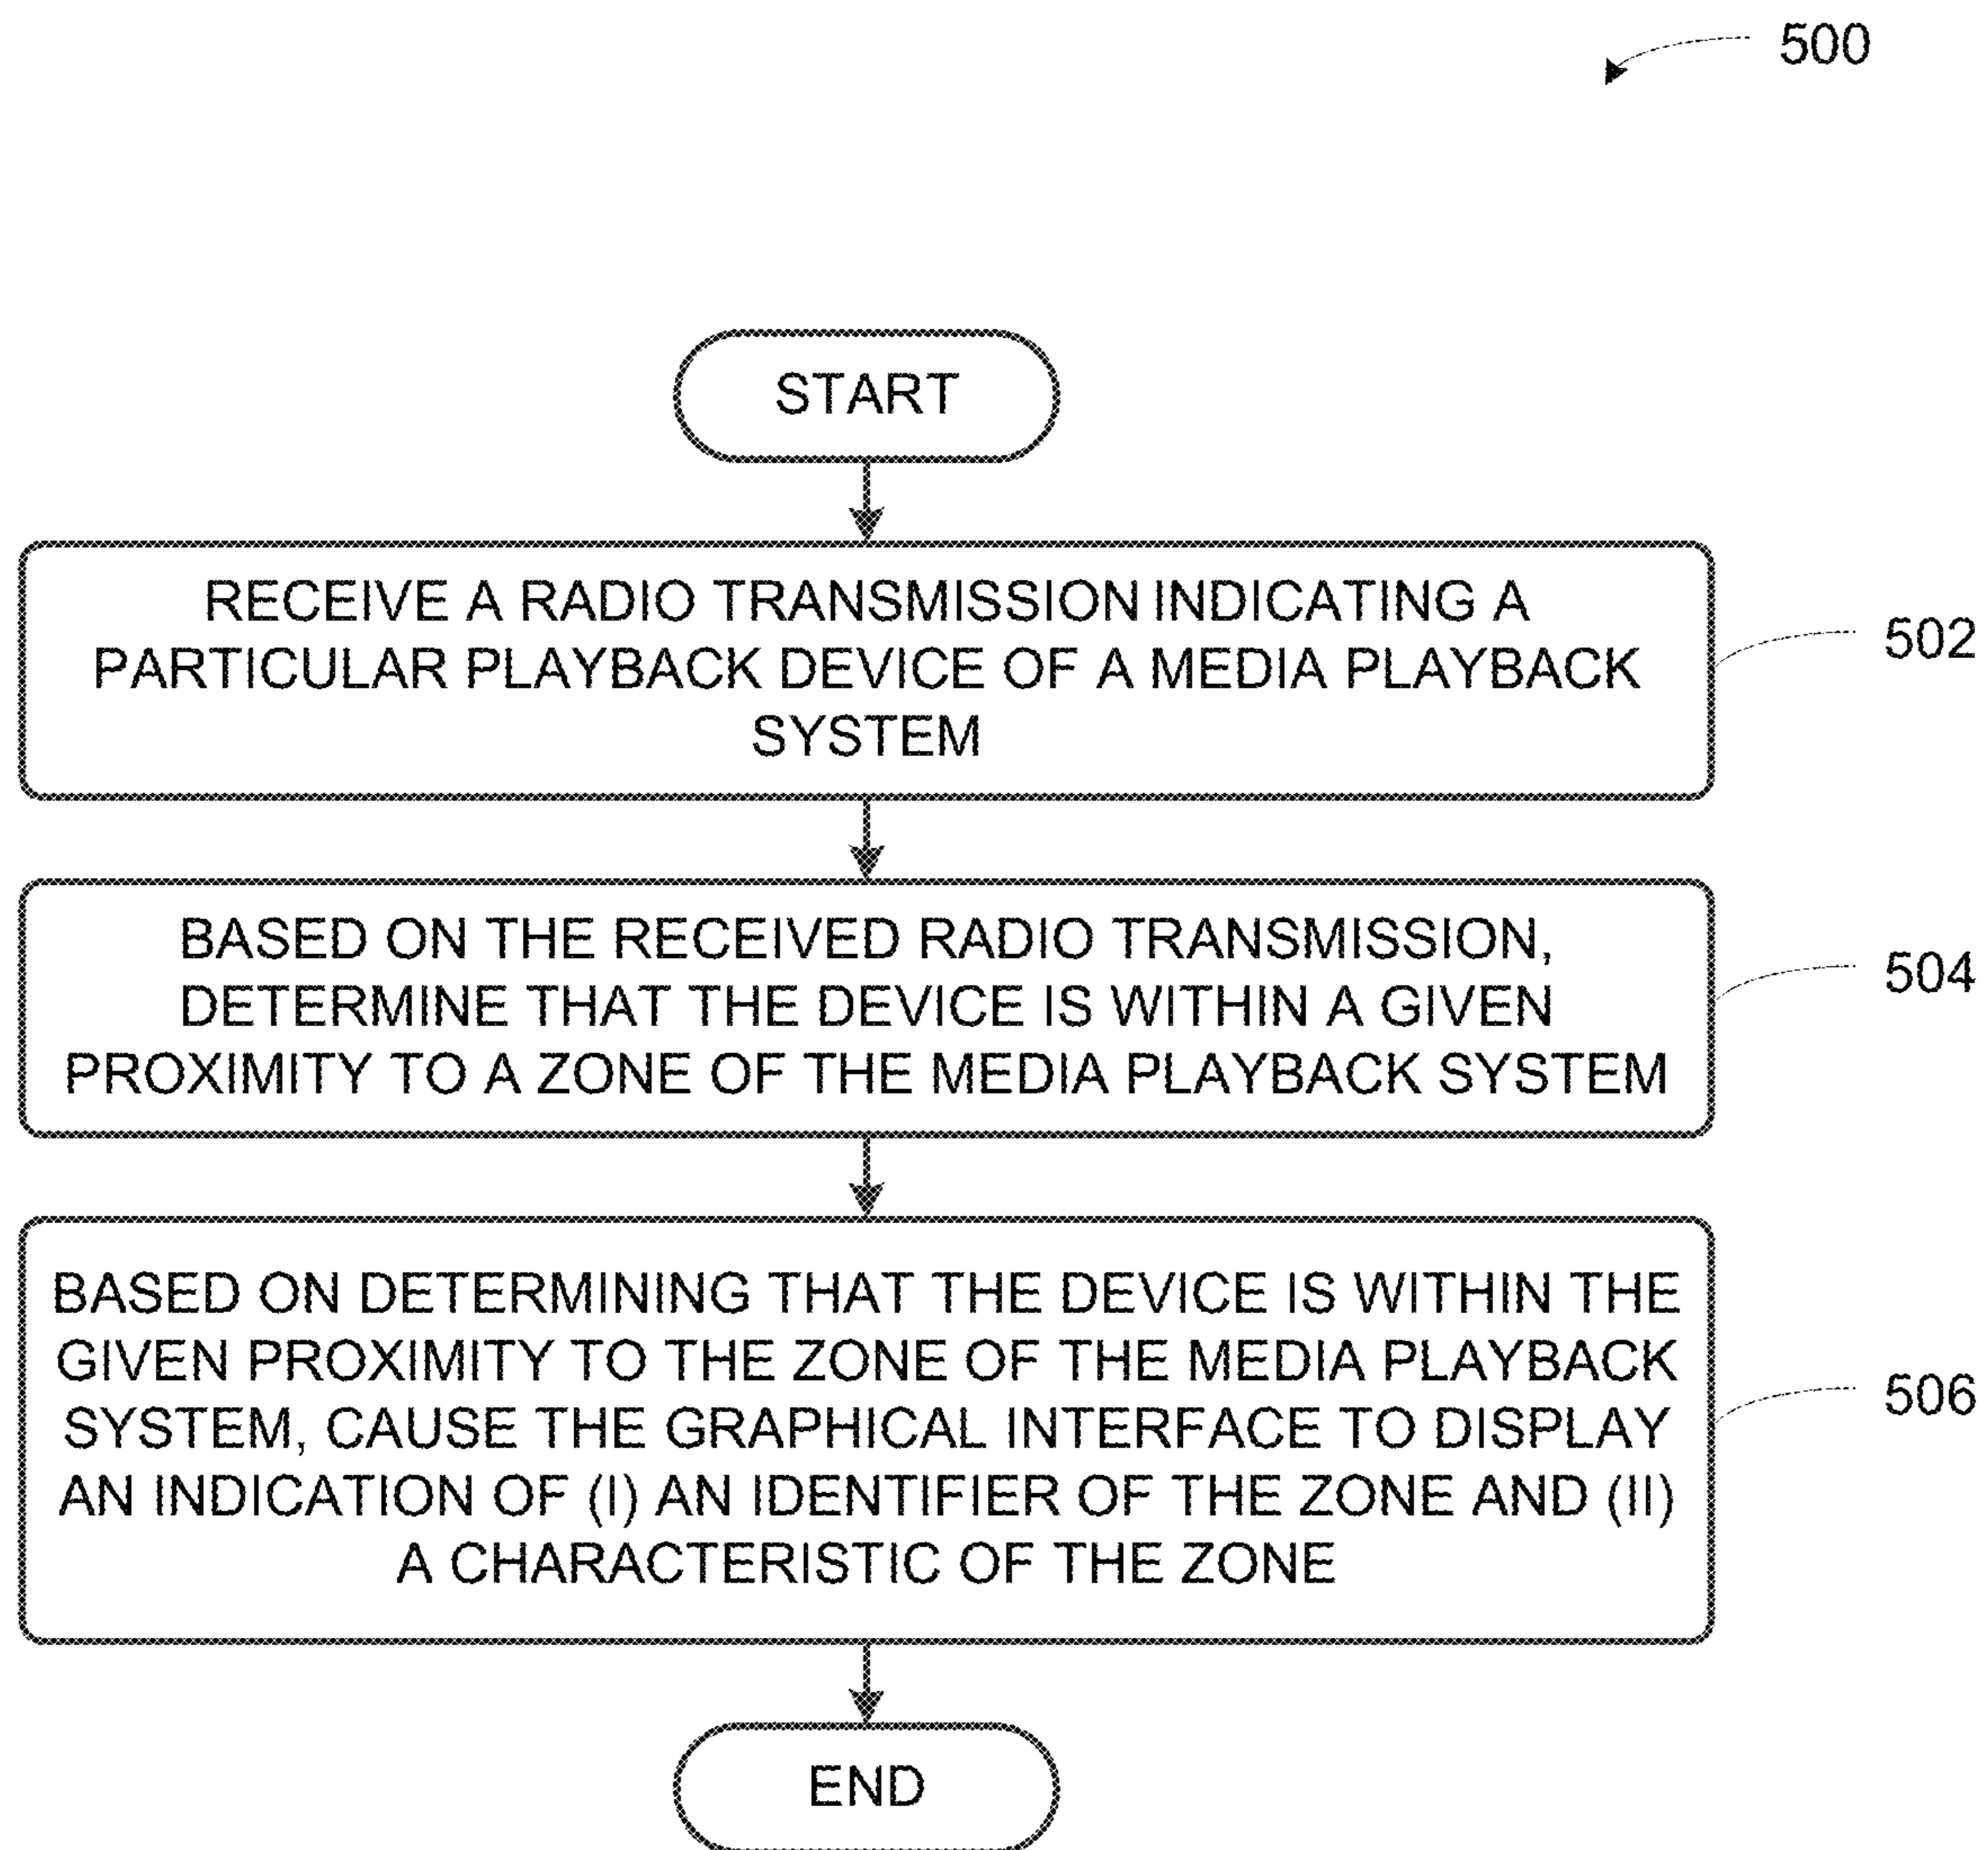 500
START
RECEIVE A RADIO TRANSMISSION INDICATING A
PARTICULAR PLAYBACK DEVICE OF A MEDIA PLAYBACK
SYSTEM
502
BASED ON THE RECEIVED RADIO TRANSMISSION,
DETERMINE THAT THE DEVICE IS WITHIN A GIVEN
PROXIMITY TO A ZONE OF THE MEDIA PLAYBACK SYSTEM
504
BASED ON DETERMINING THAT THE DEVICE IS WITHIN THE
GIVEN PROXIMITY TO THE ZONE OF THE MEDIA PLAYBACK
SYSTEM, CAUSE THE GRAPHICAL INTERFACE TO DISPLAY
AN INDICATION OF (I) AN IDENTIFIER OF THE ZONE AND (II)
A CHARACTERISTIC OF THE ZONE
506
END